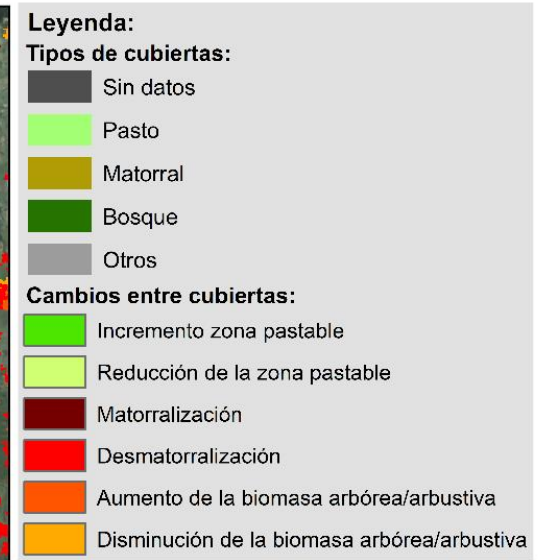 Leyenda:
Tipos de cubiertas:
Sin datos
Pasto
Matorral
Bosque
Otros
Cambios entre cubiertas:
Incremento zona pastable
Reducción de la zona pastable
Matorralización
Desmatorralización
Aumento de la biomasa arbórea/arbustiva
Disminución de la biomasa arbórea/arbustiva